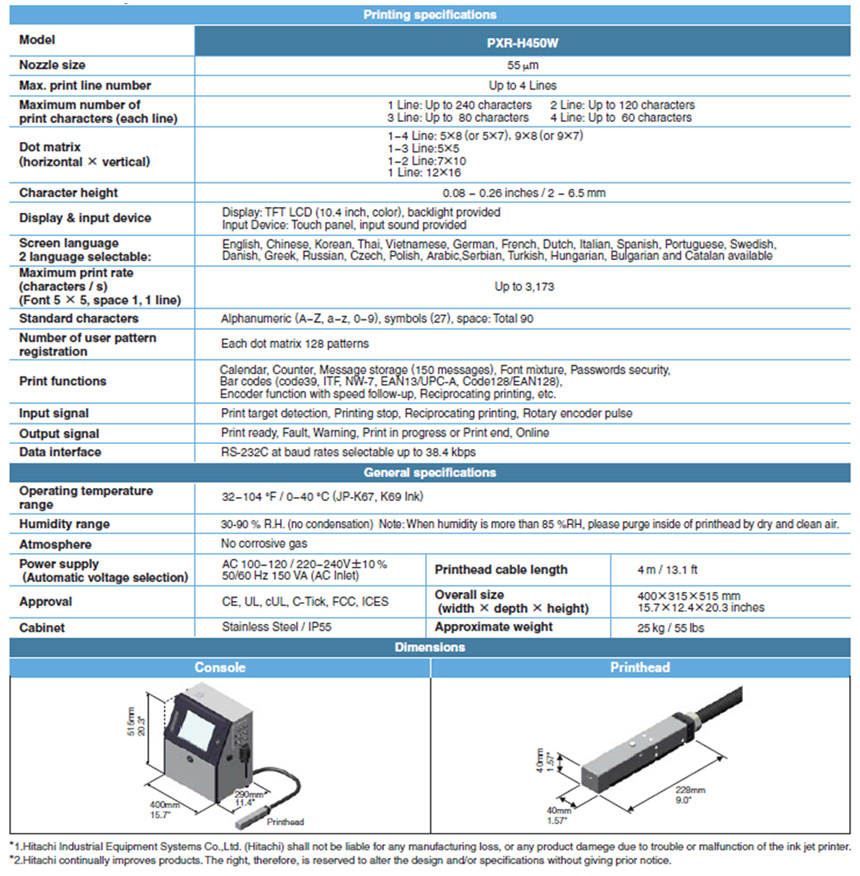 Printing specifications
Model PXR-H450W
Nozzle size 55 μm
Max. print line number Up to 4 Lines
Maximum number of
print characters (each line)
1 Line: Up to 240 characters 2 Line: Up to 120 characters
3 Line: Up to 80 characters 4 Line: Up to 60 characters
Dot matrix
(horizontal × vertical)
1–4 Line: 5×8 (or 5×7), 9×8 (or 9×7)
1–3 Line:5×5
1–2 Line:7×10
1 Line: 12×16
Character height 0.08 – 0.26 inches / 2 – 6.5 mm
Display & input device
Display: TFT LCD (10.4 inch, color), backlight provided
Input Device: Touch panel, input sound provided
Screen language
2 language selectable:
English, Chinese, Korean, Thai, Vietnamese, German, French, Dutch, Italian, Spanish, Portuguese, Swedish,
Danish, Greek, Russian, Czech, Polish, Arabic,Serbian, Turkish, Hungarian, Bulgarian and Catalan available
Maximum print rate
(characters / s)
(Font 5 × 5, space 1, 1 line)
Up to 3,173
Standard characters Alphanumeric (A–Z, a–z, 0–9), symbols (27), space: Total 90
Number of user pattern
registration
Each dot matrix 128 patterns
Print functions
Calendar, Counter, Message storage (150 messages), Font mixture, Passwords security,
Bar codes (code39, ITF, NW-7, EAN13/UPC-A, Code128/EAN128),
Encoder function with speed follow-up, Reciprocating printing, etc.
Input signal Print target detection, Printing stop, Reciprocating printing, Rotary encoder pulse
Output signal Print ready, Fault, Warning, Print in progress or Print end, Online
Data interface RS-232C at baud rates selectable up to 38.4 kbps
General specifications
Operating temperature
range
32–104 °F / 0–40 °C (JP-K67, K69 Ink)
Humidity range 30-90 % R.H. (no condensation) Note: When humidity is more than 85 %RH, please purge inside of printhead by dry and clean air.
Atmosphere No corrosive gas
Power supply
(Automatic voltage selection)
AC 100–120 / 220–240V±10 %
50/60 Hz 150 VA (AC Inlet)
Printhead cable length 4 m / 13.1 ft
Approval CE, UL, cUL, C-Tick, FCC, ICES
Overall size
(width × depth × height)
400×315×515 mm
15.7×12.4×20.3 inches
Cabinet Stainless Steel / IP55
Approximate weight 25 kg / 55 lbs
Dimensions
Console Printhead
515mm
20.3"
400mm
15.7"
290mm
11.4"
Printhead
40mm
1.57"
40mm
1.57"
228mm
9.0"
*1.Hitachi Industrial Equipment Systems Co.,Ltd. (Hitachi) shall not be liable for any manufacturing loss, or any product damege due to trouble or malfunction of the ink jet printer.
*2.Hitachi continually improves products. The right, therefore, is reserved to alter the design and/or specifications without giving prior notice.